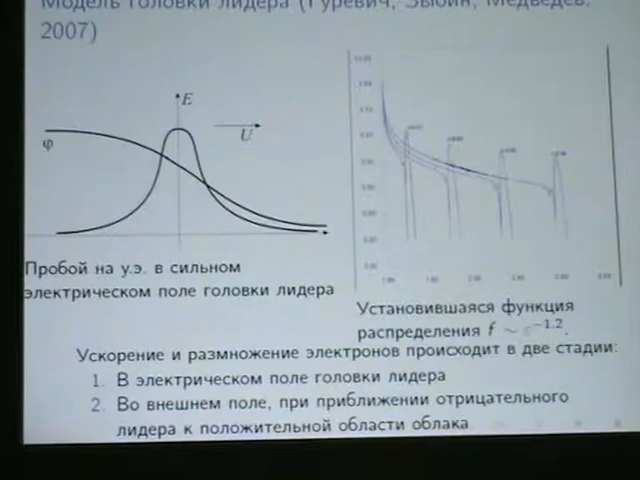 Модель головки лидера (Гуревич, Зыбин, Медведев,
2007)
E
U
φ
Пробой на у.э. в сильном
электрическом поле головки лидера
Установившаяся функция
распределения f ~ ε^-1.2.
Ускорение и размножение электронов происходит в две стадии:
1. В электрическом поле головки лидера
2. Во внешнем поле, при приближении отрицательного
лидера к положительной области облака